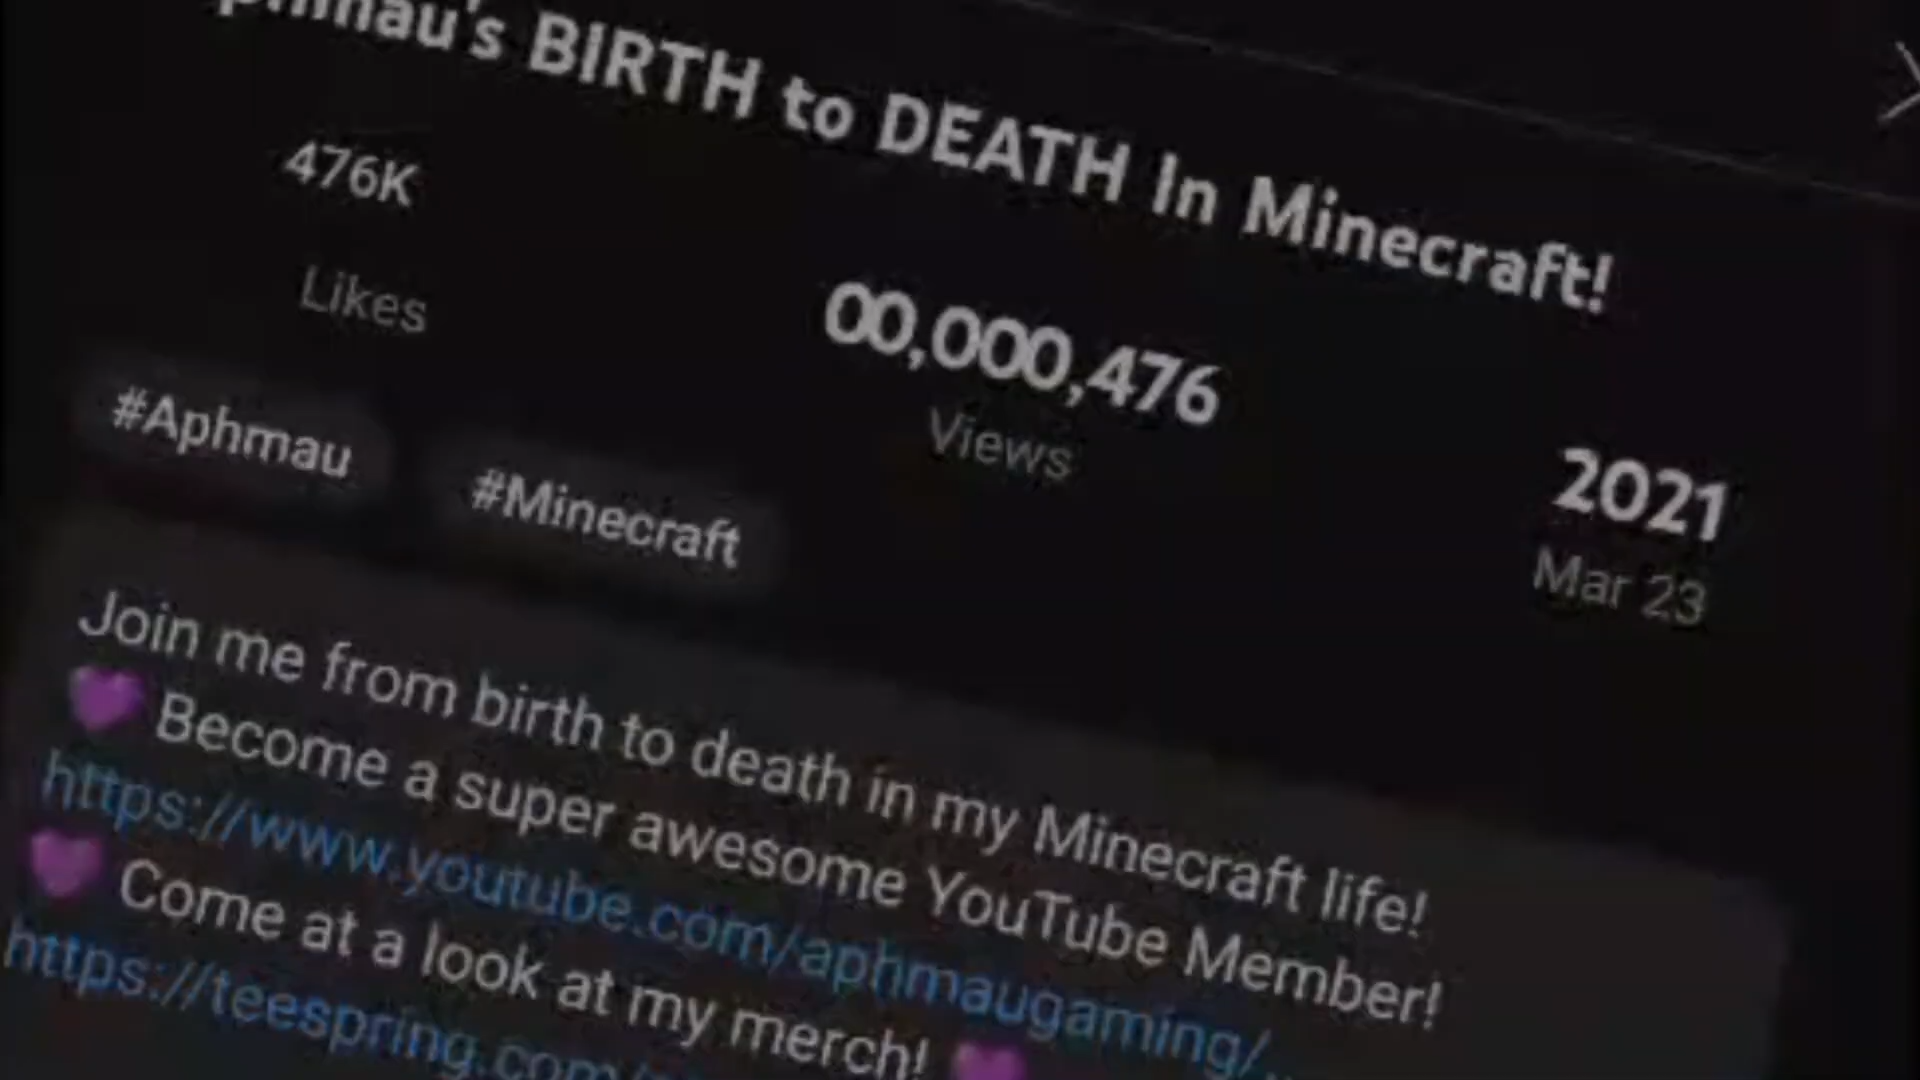 Aphmau's BIRTH to DEATH In Minecraft!
476K
Likes
00,000,476
Views
2021
Mar 23
#Aphmau
#Minecraft
Join me from birth to death in my Minecraft life!
💜 Become a super awesome YouTube Member!
https://www.youtube.com/aphmaugaming/...
💜 Come at a look at my merch! 💜
https://teespring.com/